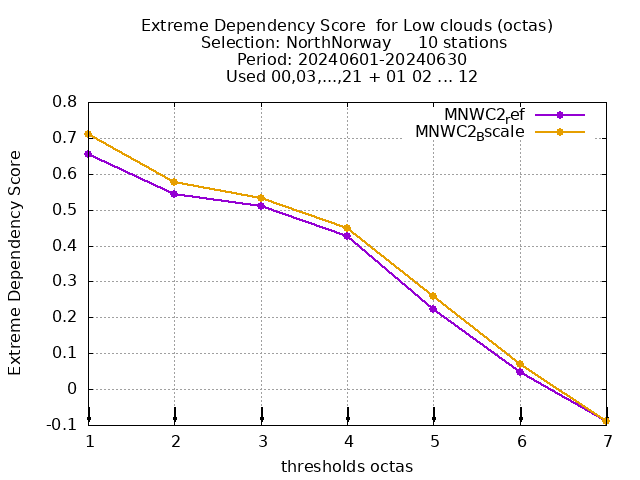 Extreme Dependency Score  for Low clouds (octas)
Selection: NorthNorway     10 stations
Period: 20240601-20240630
Used 00,03,...,21 + 01 02 ... 12
MNWC2ref
MNWC2Bscale
Extreme Dependency Score
0.8
0.7
0.6
0.5
0.4
0.3
0.2
0.1
0
-0.1
1 2 3 4 5 6 7
thresholds octas